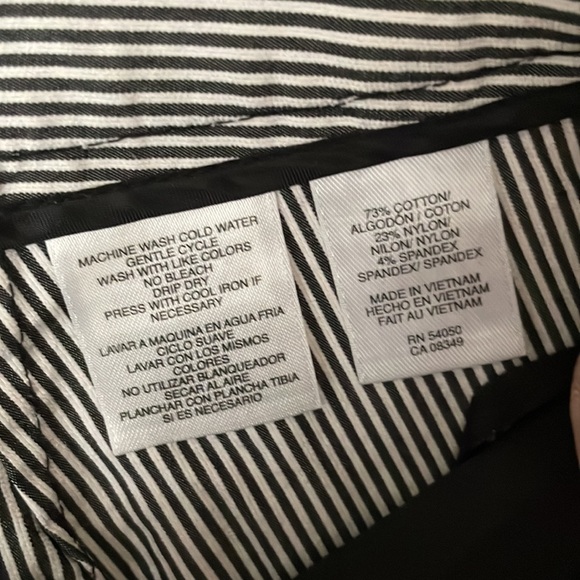 MACHINE WASH COLD WATER
GENTLE CYCLE
WASH WITH LIKE COLORS
NO BLEACH
DRIP DRY
PRESS WITH COOL IRON IF
NECESSARY
LAVAR A MAQUINA EN AGUA FRIA
CICLO SUAVE
LAVAR CON LOS MISMOS
COLORES
NO UTILIZAR BLANQUEADOR
SECAR AL AIRE
PLANCHAR CON PLANCHA TIBIA
SI ES NECESARIO
73% COTTON/
ALGODÓN / COTON
23% NYLON/
NILON/ NYLON
4% SPANDEX
SPANDEX/ SPANDEX
MADE IN VIETNAM
HECHO EN VIETNAM
FAIT AU VIETNAM
RN 54050
CA 08349